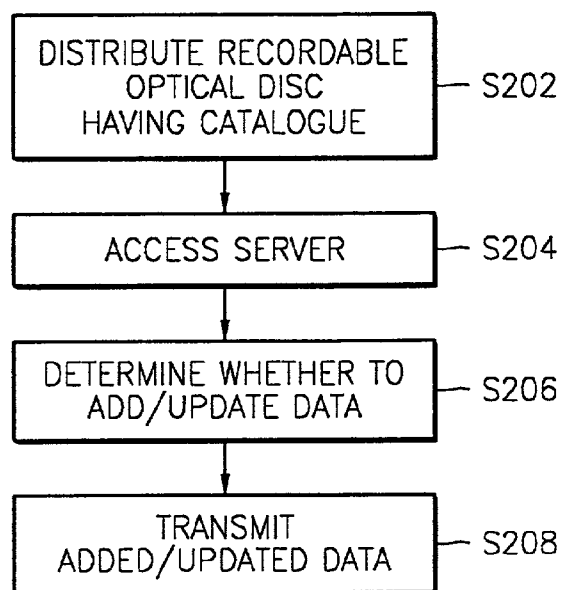 DISTRIBUTE RECORDABLE
OPTICAL DISC
HAVING CATALOGUE
S202
ACCESS SERVER
S204
DETERMINE WHETHER TO
ADD/UPDATE DATA
S206
TRANSMIT
ADDED/UPDATED DATA
S208